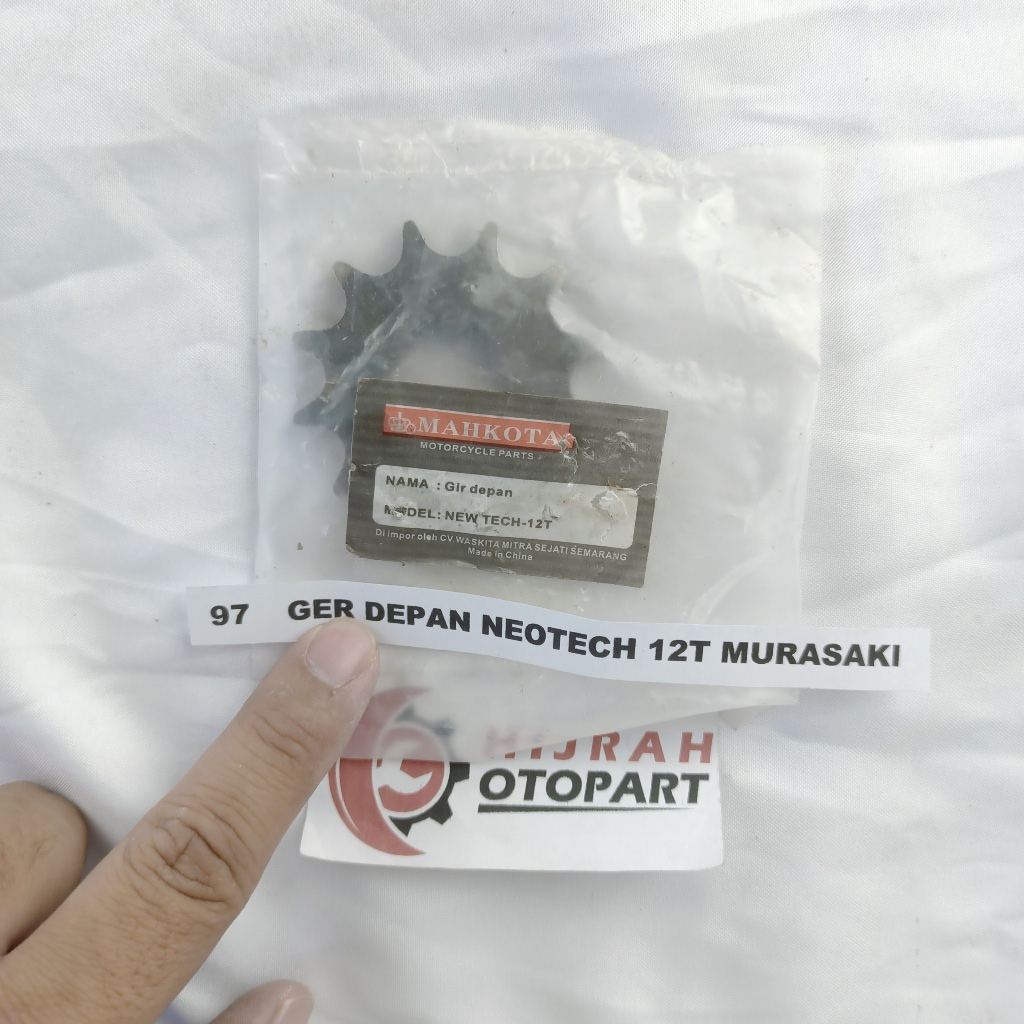 MAHKOTA
MOTORCYCLE PARTS
NAMA : Gir depan
MODEL: NEW TECH-12T
Di impor oleh CV.WASKITA MITRA SEJATI SEMARANG
Made in China
97 GER DEPAN NEOTECH 12T MURASAKI
HIJRAH
OTOPART